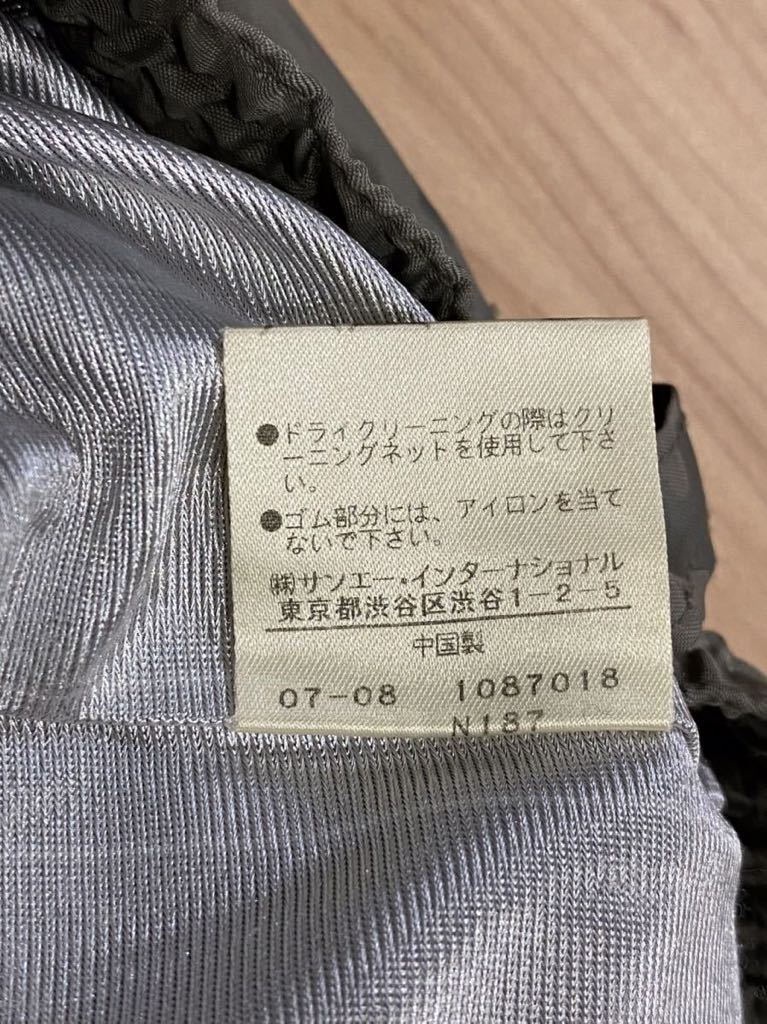 ●ドライクリーニングの際はクリ
ーニングネットを使用して下さ
い。
●ゴム部分には、アイロンを当て
ないで下さい。
㈱サンエー・インターナショナル
東京都渋谷区渋谷1-2-5
中国製
07-08 1087018
N187